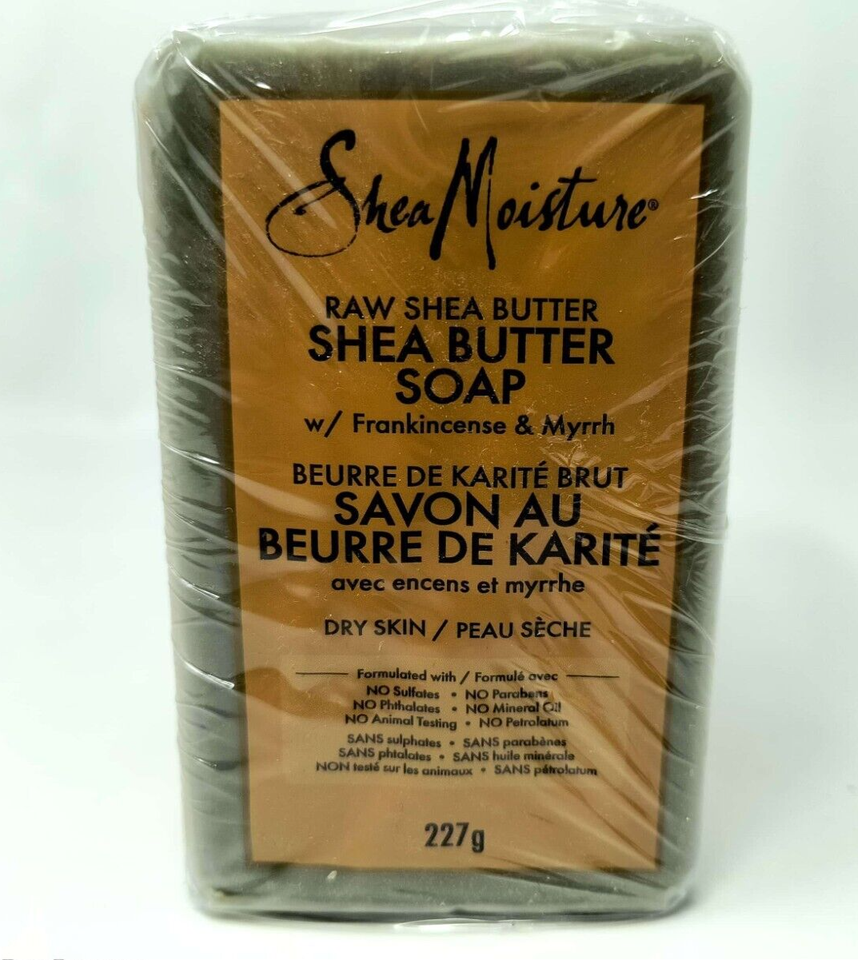 SheaMoisture®
RAW SHEA BUTTER
SHEA BUTTER
SOAP
w/ Frankincense & Myrrh
BEURRE DE KARITÉ BRUT
SAVON AU
BEURRE DE KARITÉ
avec encens et myrrhe
DRY SKIN / PEAU SÈCHE
Formulated with / Formulé avec
NO Sulfates • NO Parabens
NO Phthalates • NO Mineral Oil
NO Animal Testing • NO Petrolatum
SANS sulphates • SANS parabènes
SANS phtalates • SANS huile minérale
NON testé sur les animaux • SANS pétrolatum
227g